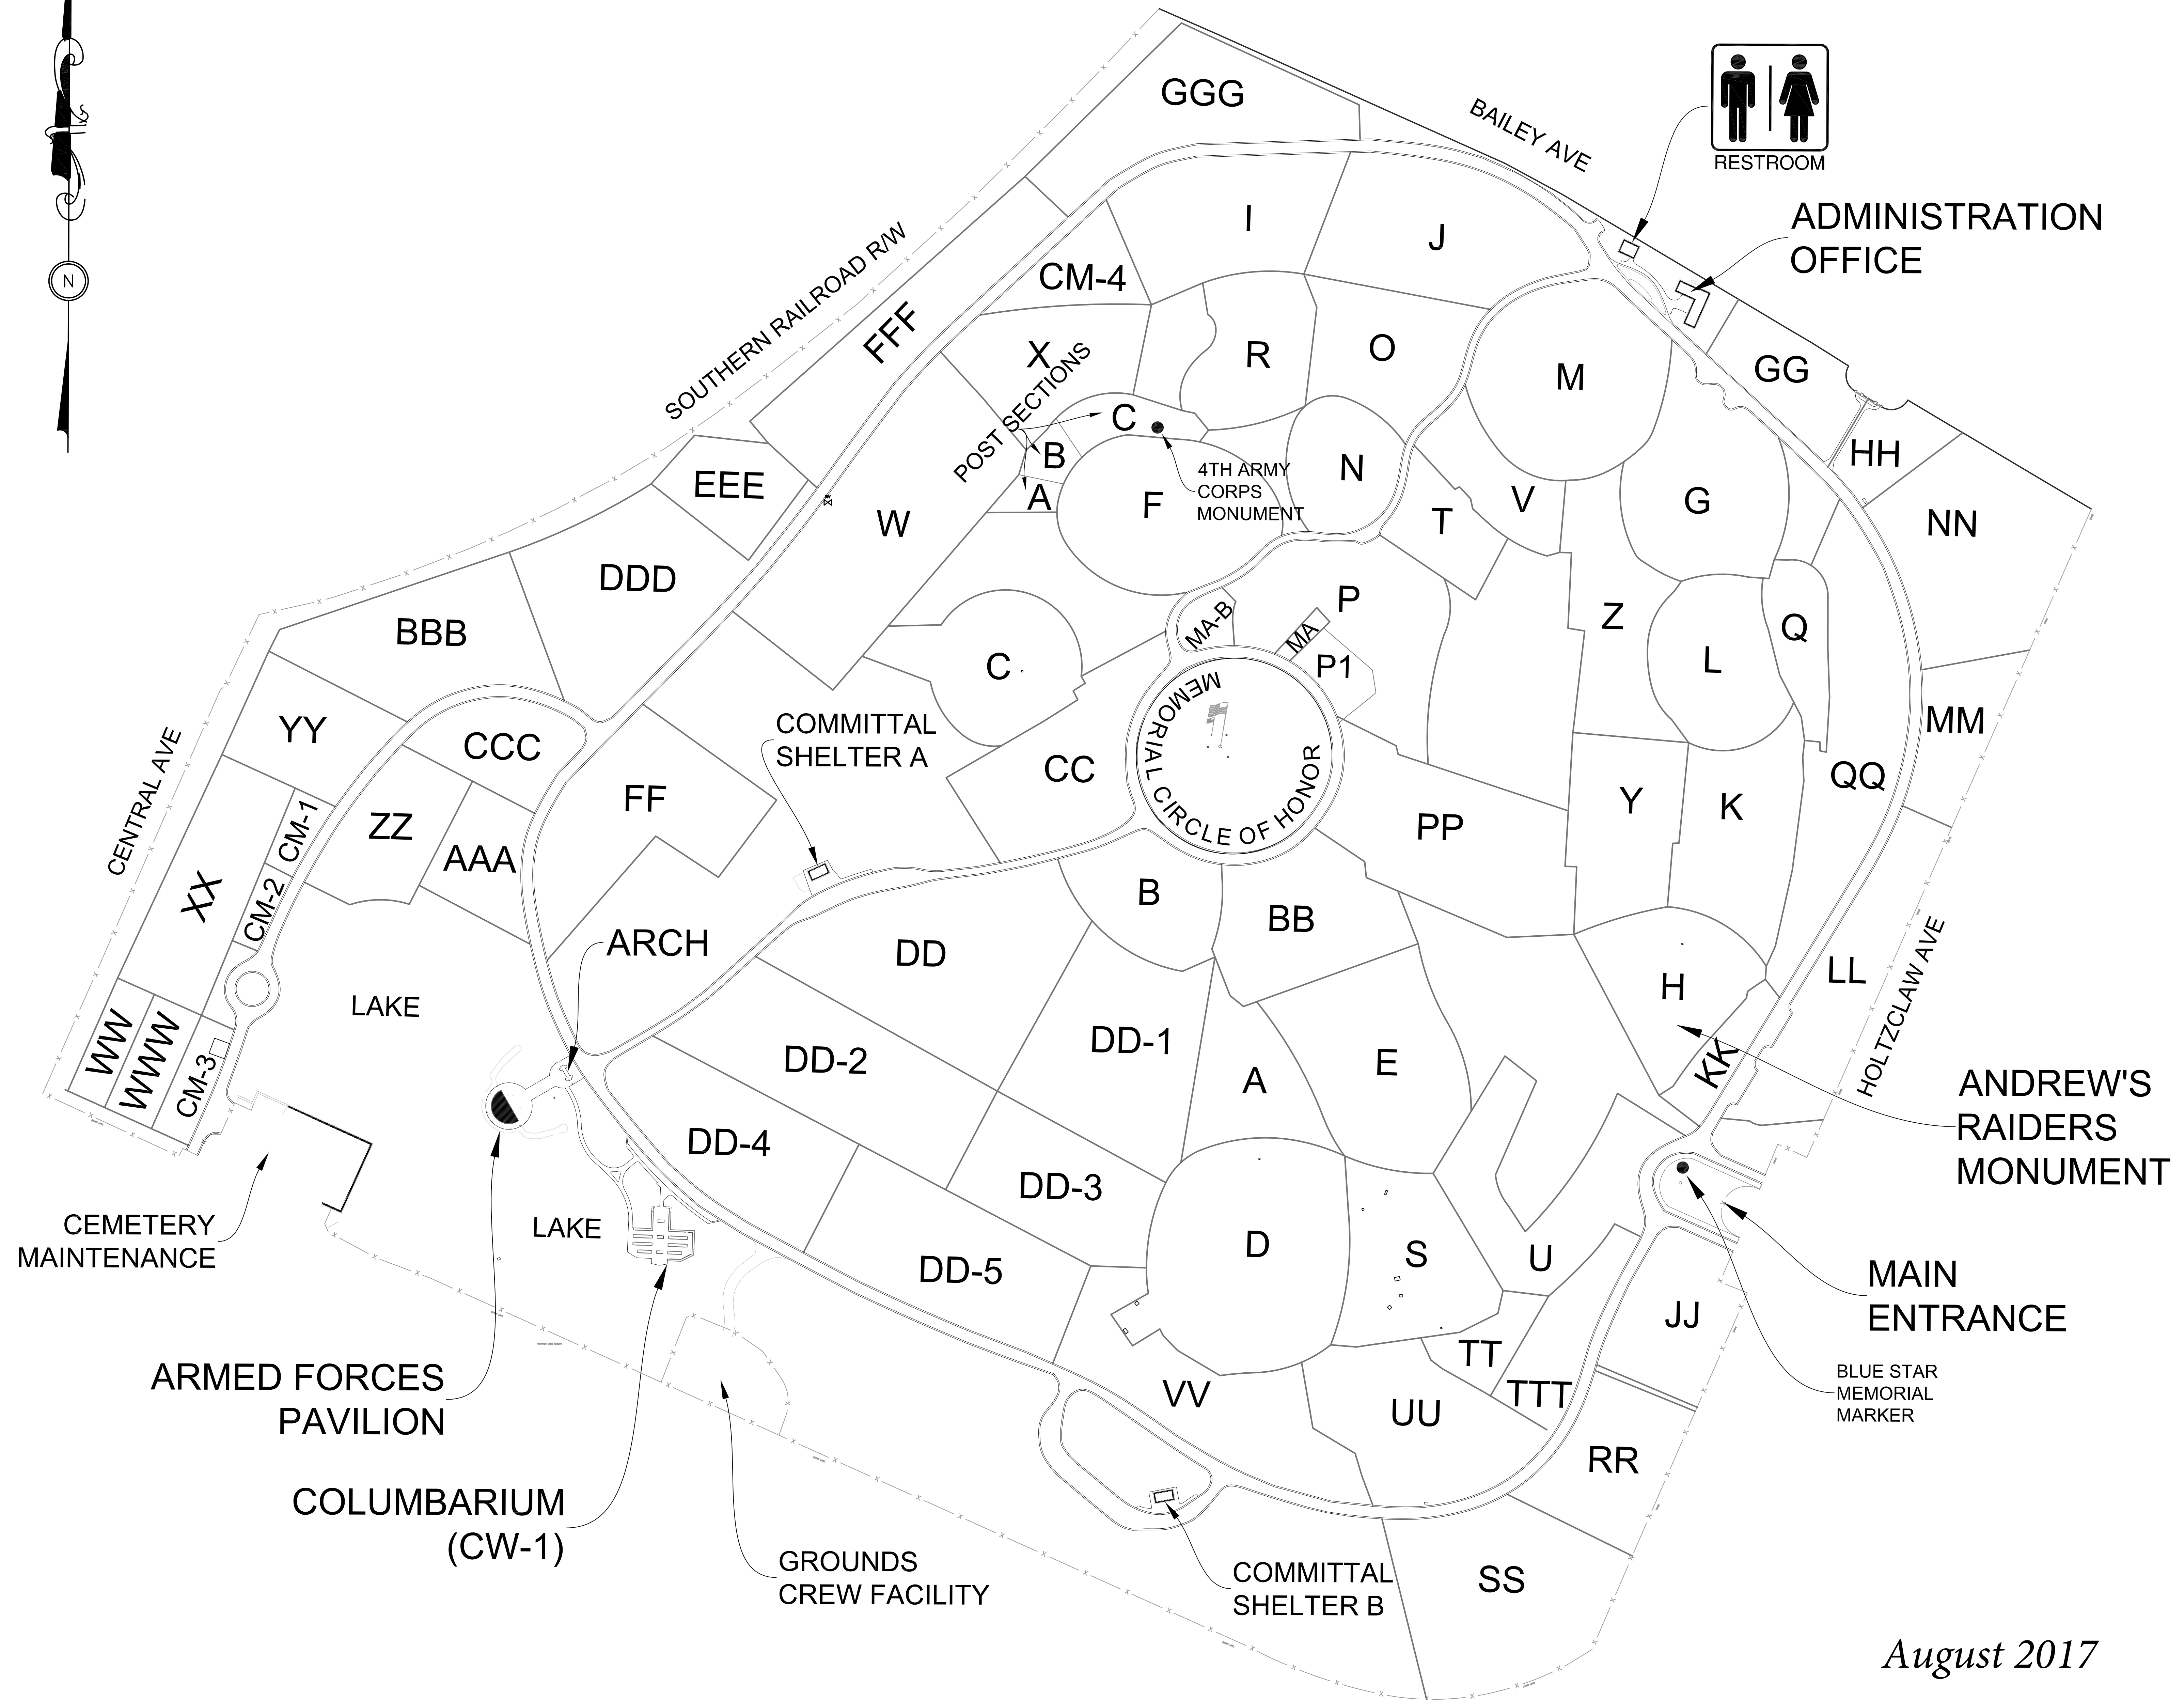 N
GGG
BAILEY AVE
RESTROOM
ADMINISTRATION
OFFICE
SOUTHERN RAILROAD R/W
I
J
CM-4
FFF
X
R
O
M
GG
POST SECTIONS
C
B
A
4TH ARMY
CORPS
MONUMENT
F
N
HH
EEE
W
T
V
G
NN
DDD
BBB
P
MA-B
MA
P1
Z
L
Q
C
MEMORIAL CIRCLE OF HONOR
MM
YY
CCC
COMMITTAL
SHELTER A
CC
QQ
CENTRAL AVE
FF
Y
K
PP
CM-1
ZZ
AAA
XX
CM-2
B
BB
ARCH
DD
LL
H
LAKE
HOLTZCLAW AVE
WW
WWW
CM-3
DD-2
DD-1
A
E
KK
ANDREW'S
RAIDERS
MONUMENT
DD-4
DD-3
CEMETERY
MAINTENANCE
LAKE
D
S
U
DD-5
MAIN
ENTRANCE
JJ
ARMED FORCES
PAVILION
TT
TTT
VV
UU
BLUE STAR
MEMORIAL
MARKER
RR
COLUMBARIUM
(CW-1)
GROUNDS
CREW FACILITY
COMMITTAL
SHELTER B
SS
August 2017